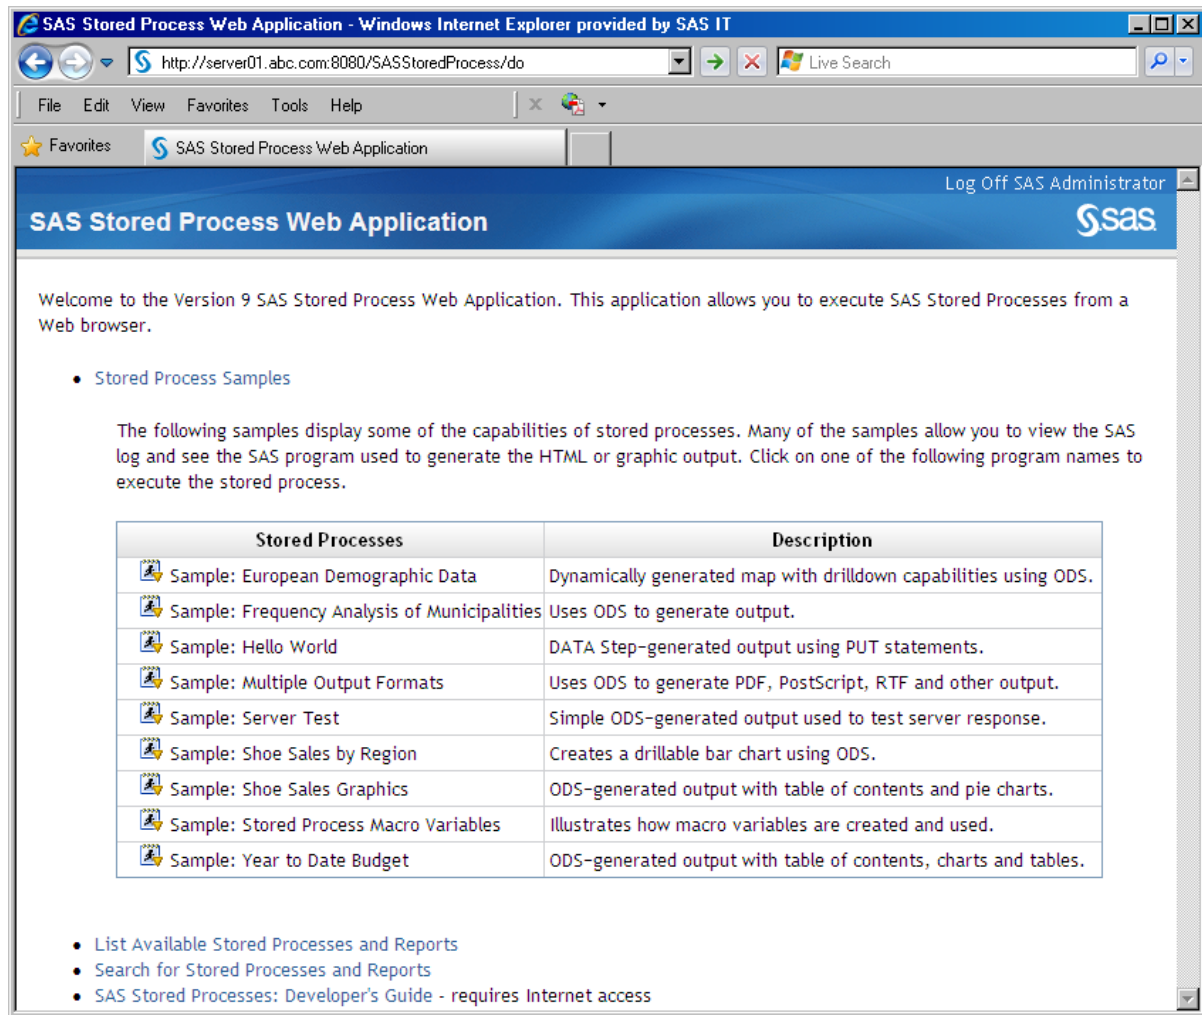 SAS Stored Process Web Application - Windows Internet Explorer provided by SAS IT
http://server01.abc.com:8080/SASStoredProcess/do
Live Search
File Edit View Favorites Tools Help
Favorites
SAS Stored Process Web Application
Log Off SAS Administrator
SAS Stored Process Web Application
sas
Welcome to the Version 9 SAS Stored Process Web Application. This application allows you to execute SAS Stored Processes from a
Web browser.
• Stored Process Samples
The following samples display some of the capabilities of stored processes. Many of the samples allow you to view the SAS
log and see the SAS program used to generate the HTML or graphic output. Click on one of the following program names to
execute the stored process.
Stored Processes Description
Sample: European Demographic Data Dynamically generated map with drilldown capabilities using ODS.
Sample: Frequency Analysis of Municipalities Uses ODS to generate output.
Sample: Hello World DATA Step-generated output using PUT statements.
Sample: Multiple Output Formats Uses ODS to generate PDF, PostScript, RTF and other output.
Sample: Server Test Simple ODS-generated output used to test server response.
Sample: Shoe Sales by Region Creates a drillable bar chart using ODS.
Sample: Shoe Sales Graphics ODS-generated output with table of contents and pie charts.
Sample: Stored Process Macro Variables Illustrates how macro variables are created and used.
Sample: Year to Date Budget ODS-generated output with table of contents, charts and tables.
• List Available Stored Processes and Reports
• Search for Stored Processes and Reports
• SAS Stored Processes: Developer's Guide - requires Internet access